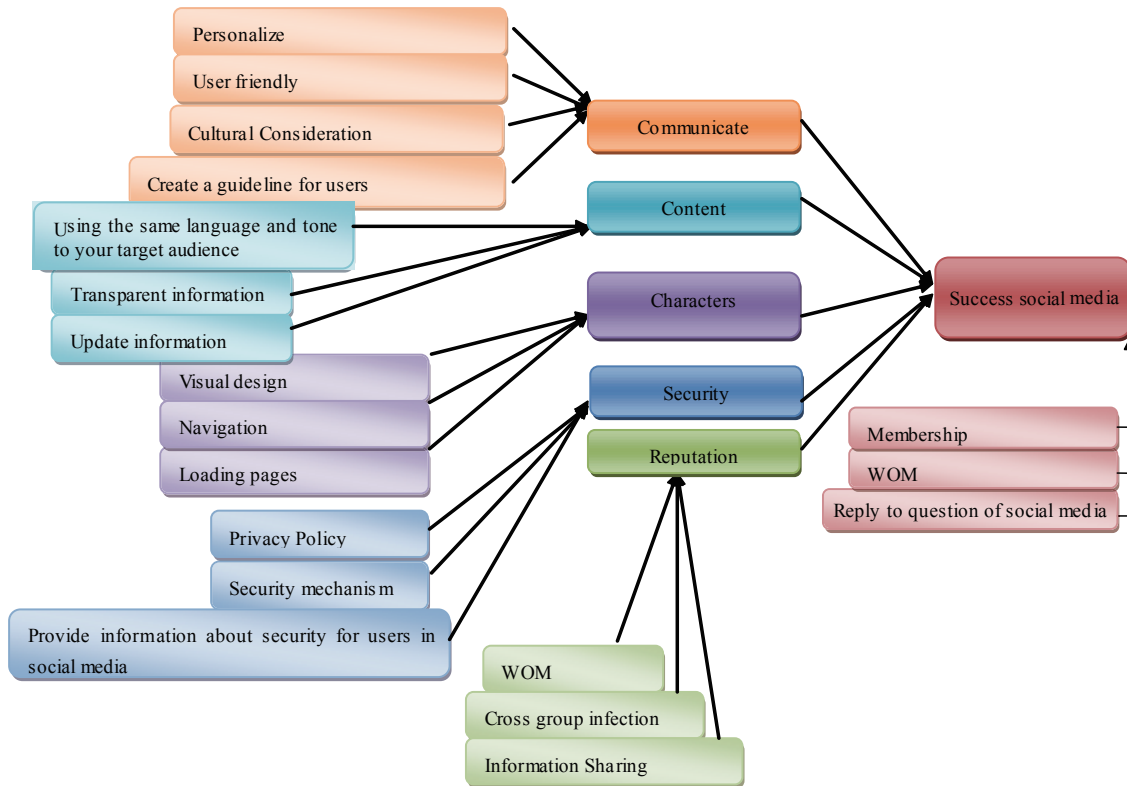 Personalize
User friendly
Cultural Consideration
Create a guideline for users
Using the same language and tone
to your target audience
Transparent information
Update information
Visual design
Navigation
Loading pages
Privacy Policy
Security mechanism
Provide information about security for users in
social media
Communicate
Content
Characters
Security
Reputation
WOM
Cross group infection
Information Sharing
Success social media
Membership
WOM
Reply to question of social media